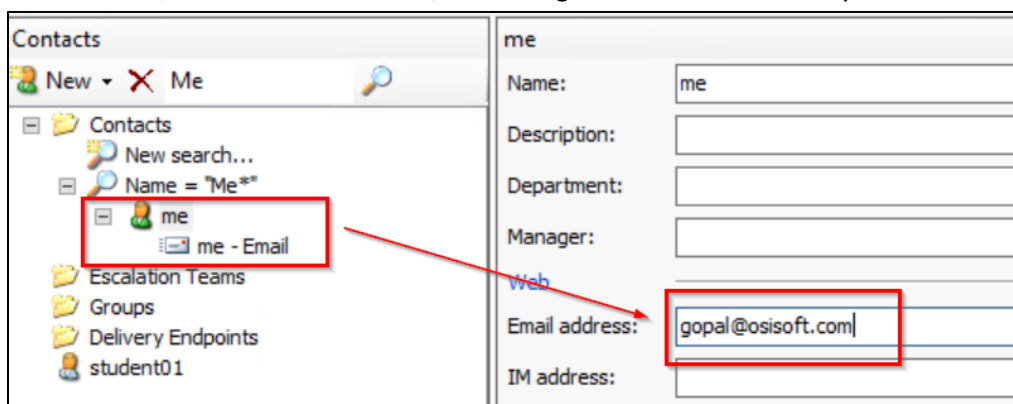 Contacts
New
Me
Contacts
New search...
Name = "Me*"
me
me - Email
Escalation Teams
Groups
Delivery Endpoints
student01
me
Name:
me
Description:
Department:
Manager:
Web
Email address:
gopal@osisoft.com
IM address: